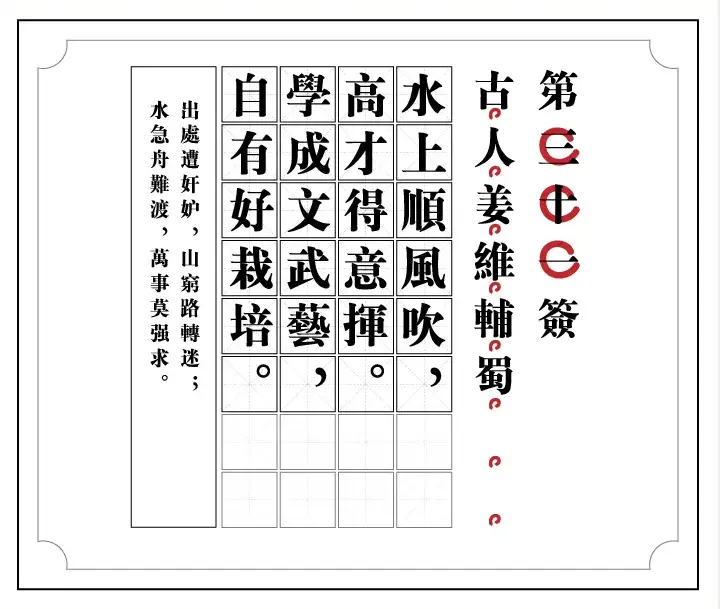 第三十一簽
古人姜維輔蜀
水上順風吹，
高才得意揮。
學成文武藝，
自有好栽培。
出處遭奸妒，山窮路轉迷；
水急舟難渡，萬事莫强求。